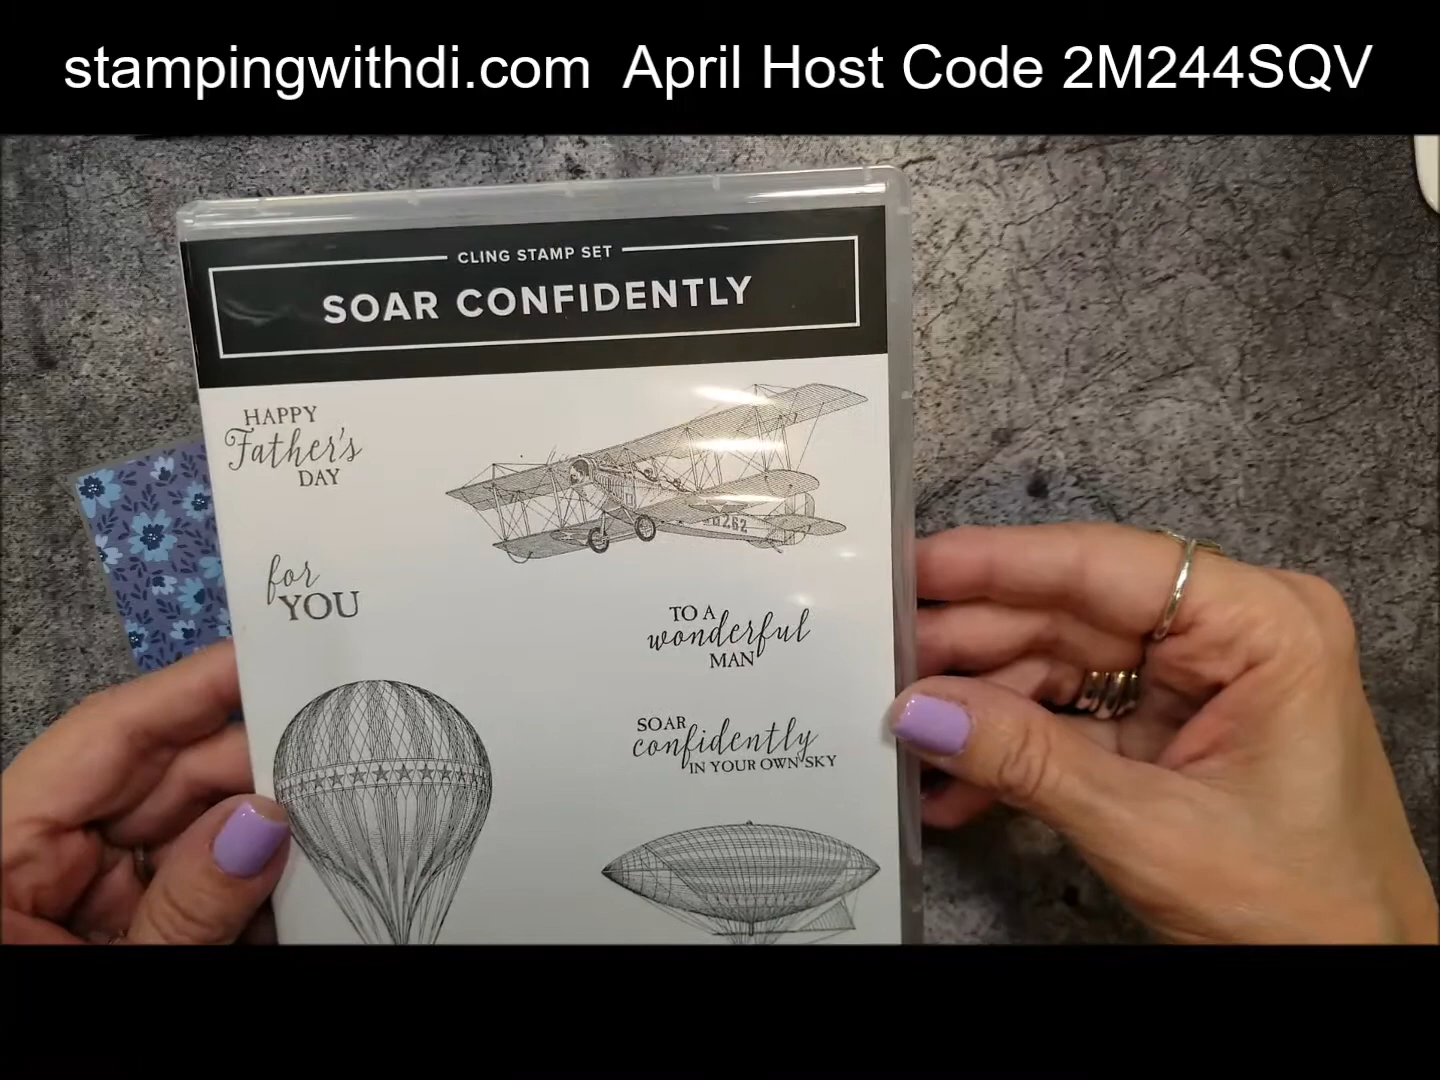 stampingwithdi.com April Host Code 2M244SQV
CLING STAMP SET
SOAR CONFIDENTLY
HAPPY
Father's
DAY
for
YOU
TO A
wonderful
MAN
SOAR
confidently
IN YOUR OWN SKY